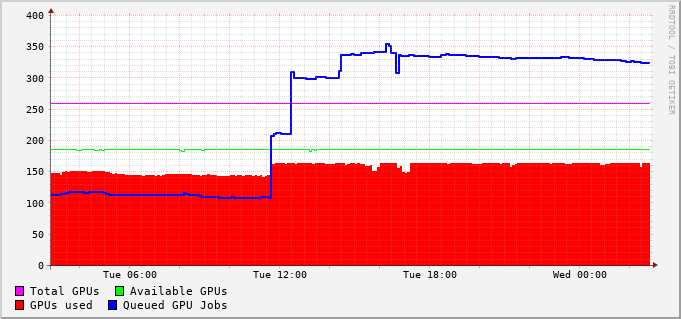 RRDTOOL / TOBI OETIKER
400
350
300
250
200
150
100
50
0
Tue 06:00 Tue 12:00 Tue 18:00 Wed 00:00
Total GPUs Available GPUs
GPUs used Queued GPU Jobs